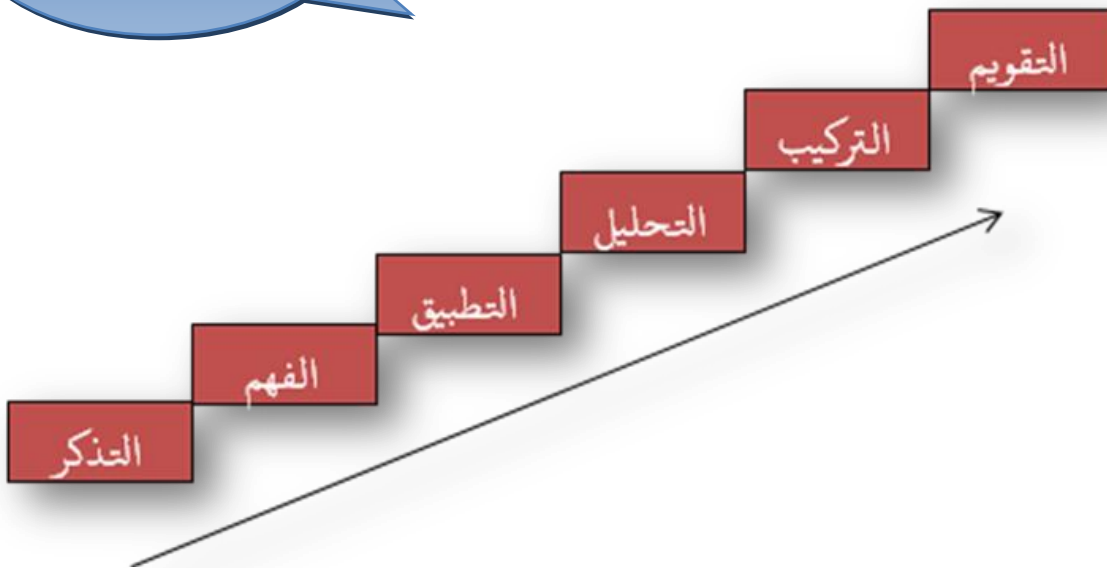 التقويم
التركيب
التحليل
التطبيق
الفهم
التذكر